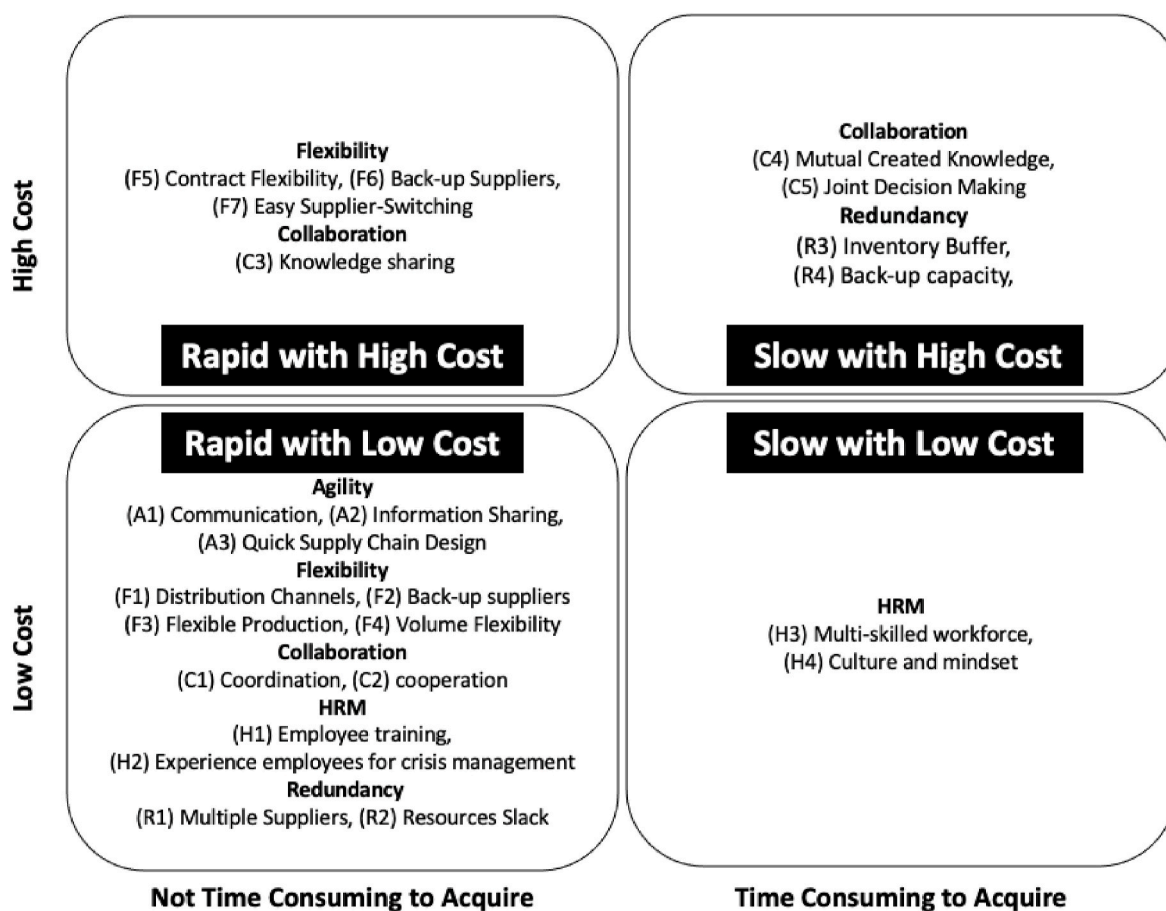 High Cost
Flexibility
(F5) Contract Flexibility, (F6) Back-up Suppliers,
(F7) Easy Supplier-Switching
Collaboration
(C3) Knowledge sharing
Rapid with High Cost
Collaboration
(C4) Mutual Created Knowledge,
(C5) Joint Decision Making
Redundancy
(R3) Inventory Buffer,
(R4) Back-up capacity,
Slow with High Cost
Low Cost
Rapid with Low Cost
Agility
(A1) Communication, (A2) Information Sharing,
(A3) Quick Supply Chain Design
Flexibility
(F1) Distribution Channels, (F2) Back-up suppliers
(F3) Flexible Production, (F4) Volume Flexibility
Collaboration
(C1) Coordination, (C2) cooperation
HRM
(H1) Employee training,
(H2) Experience employees for crisis management
Redundancy
(R1) Multiple Suppliers, (R2) Resources Slack
Slow with Low Cost
HRM
(H3) Multi-skilled workforce,
(H4) Culture and mindset
Not Time Consuming to Acquire
Time Consuming to Acquire